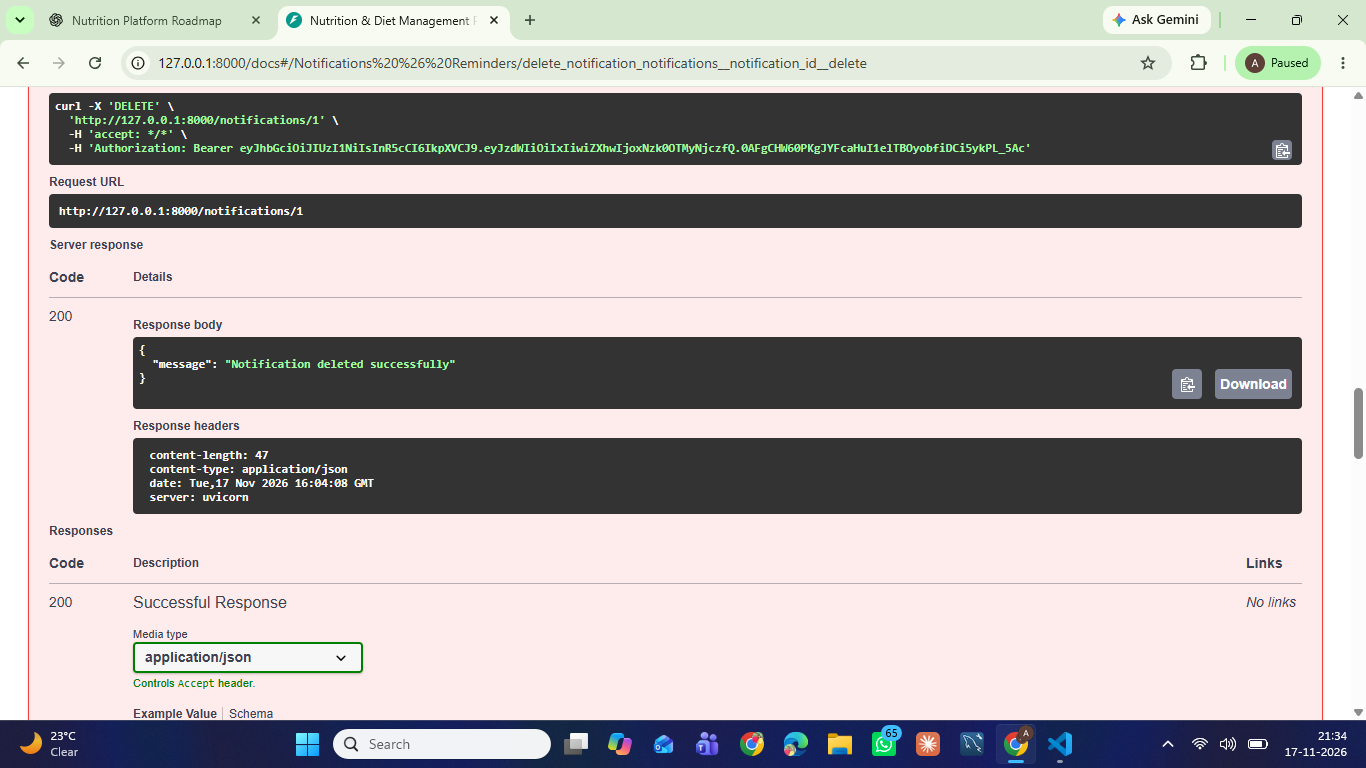 Nutrition Platform Roadmap
Nutrition & Diet Management P
Ask Gemini
127.0.0.1:8000/docs#/Notifications%20%26%20Reminders/delete_notification_notifications__notification_id__delete
A Paused
curl -X 'DELETE' \
'http://127.0.0.1:8000/notifications/1' \
-H 'accept: */*' \
-H 'Authorization: Bearer eyJhbGciOiJIUzI1NiIsInR5cCI6IkpXVCJ9.eyJzdWIiOiIxIiwiZXhwIjoxNzk0OTMyNjczfQ.0AFgCHW60PKgJYFcaHuI1elTBOyobfiDCi5ykPL_5Ac'
Request URL
http://127.0.0.1:8000/notifications/1
Server response
Code Details
200
Response body
{
"message": "Notification deleted successfully"
}
Download
Response headers
content-length: 47
content-type: application/json
date: Tue,17 Nov 2026 16:04:08 GMT
server: uvicorn
Responses
Code Description Links
200 Successful Response No links
Media type
application/json
Controls Accept header.
Example Value Schema
23°C
Clear
Search
65
A
21:34
17-11-2026